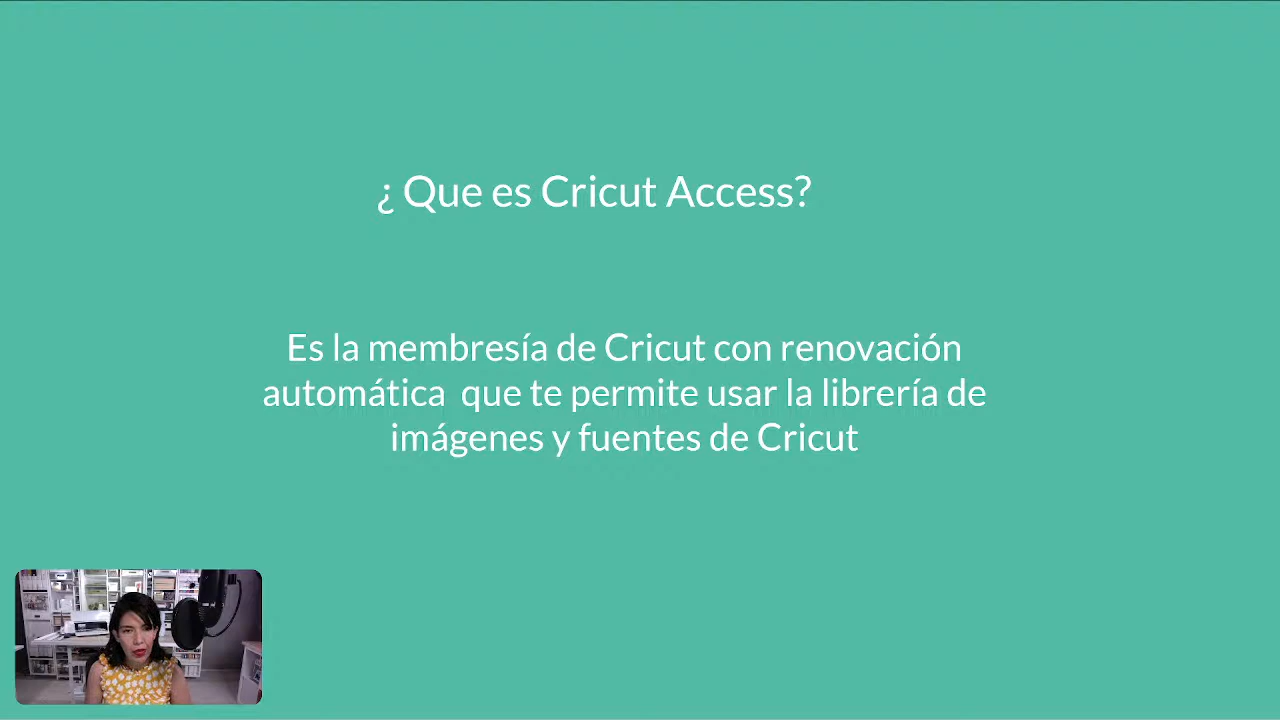 ¿ Que es Cricut Access?
Es la membresía de Cricut con renovación
automática  que te permite usar la librería de
imágenes y fuentes de Cricut